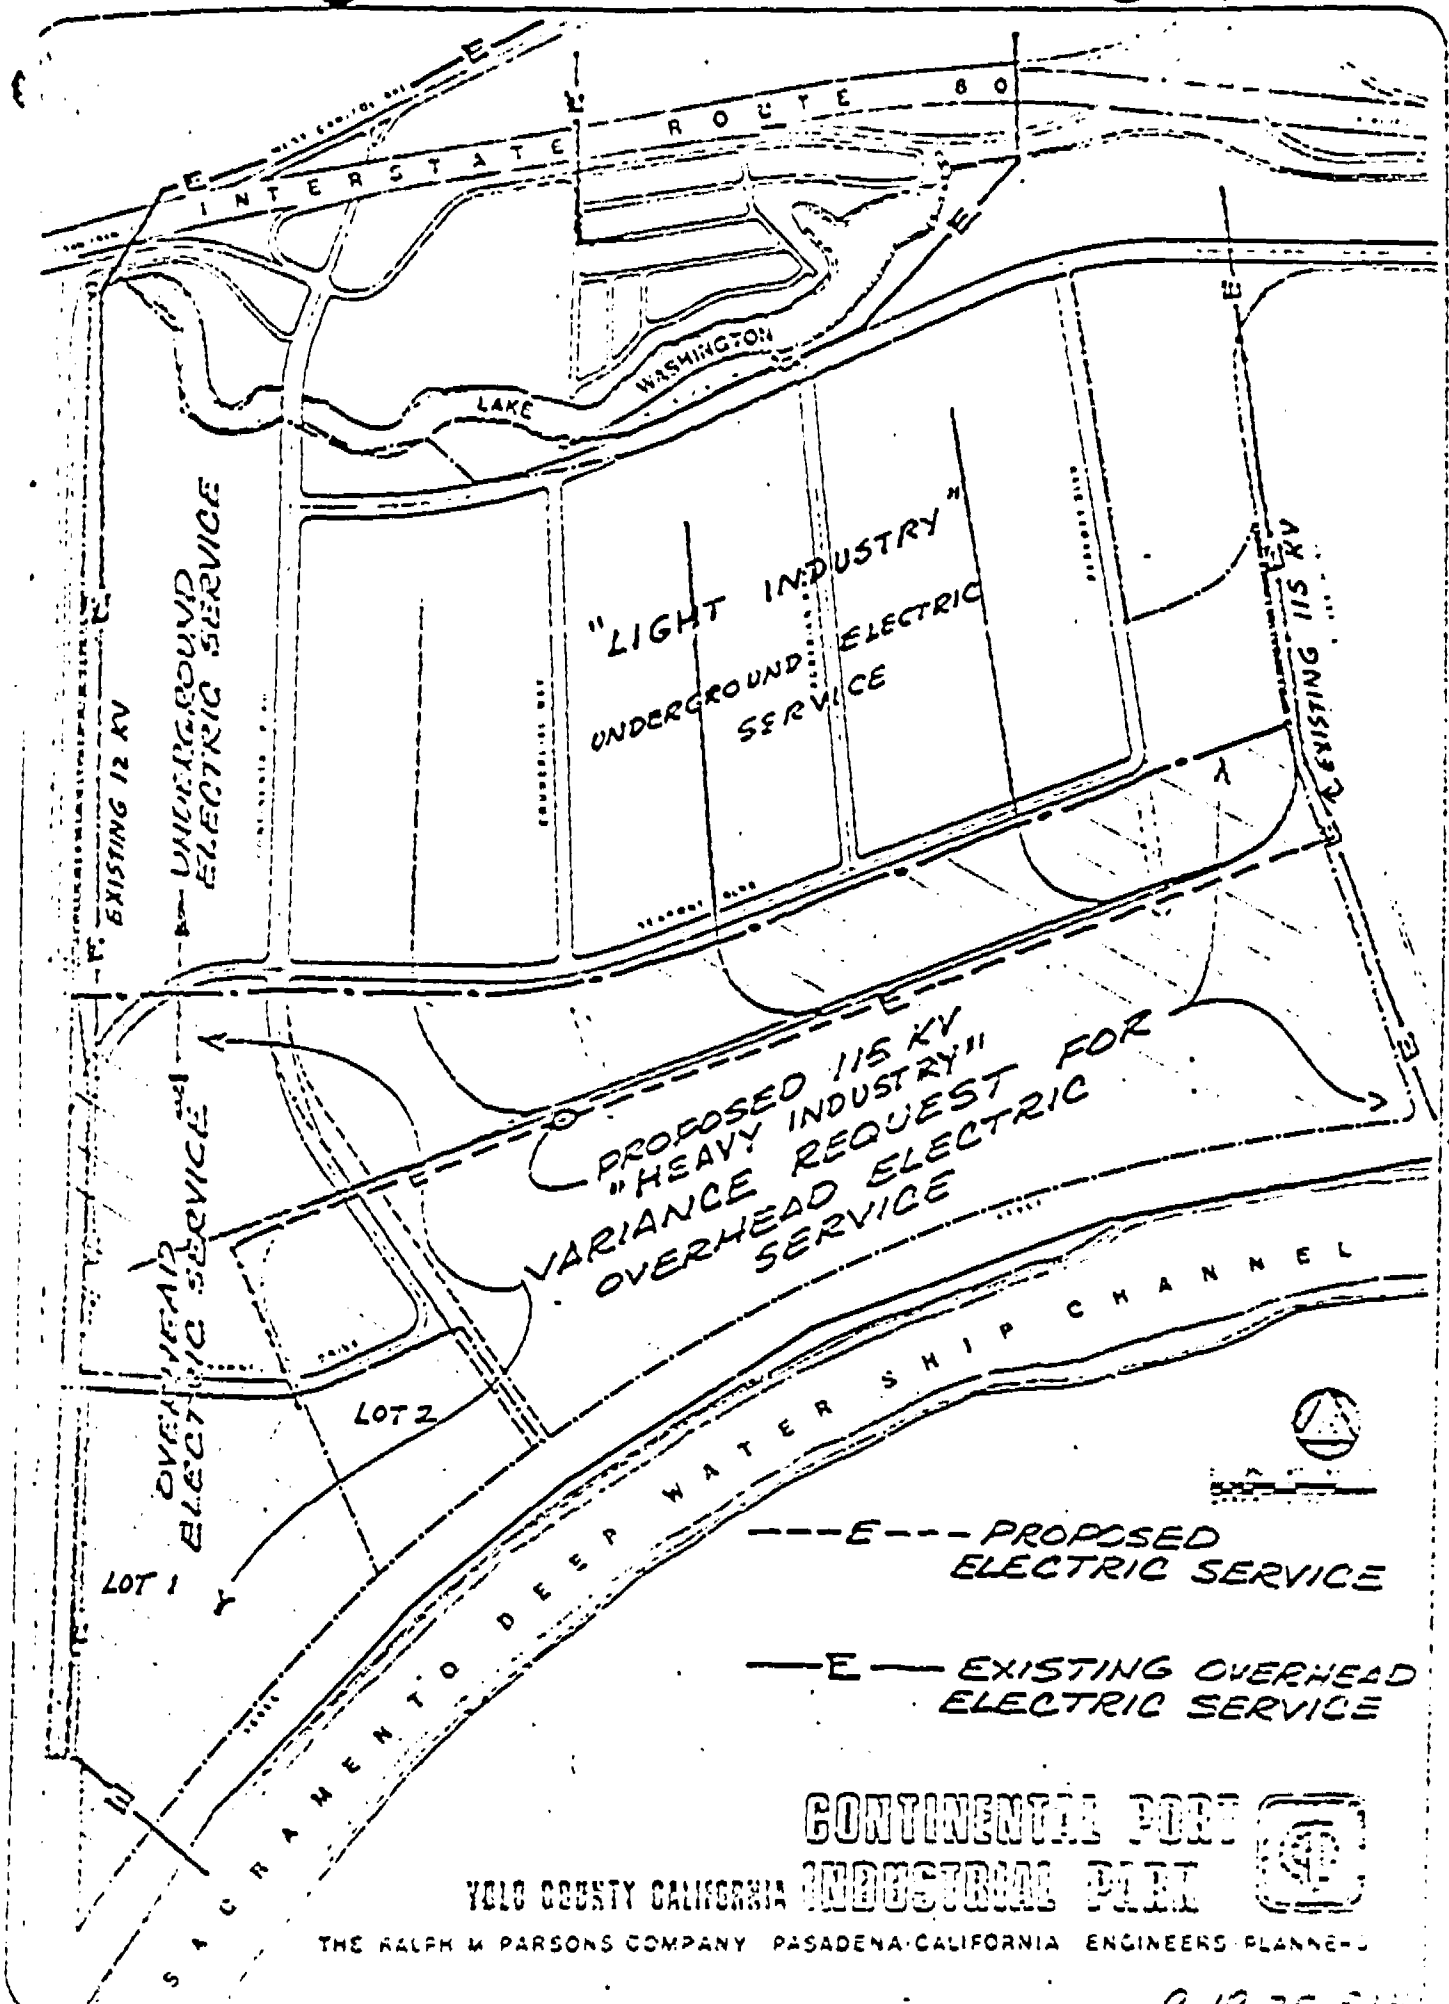 INTERSTATE ROUTE 80
LAKE WASHINGTON
EXISTING 12 KV
UNDERGROUND
ELECTRIC SERVICE
"LIGHT INDUSTRY"
UNDERGROUND ELECTRIC
SERVICE
EXISTING 115 KV
PROPOSED 115 KV
"HEAVY INDUSTRY"
VARIANCE REQUEST FOR
OVERHEAD ELECTRIC
SERVICE
OVERHEAD
ELECTRIC SERVICE
LOT 2
LOT 1
SACRAMENTO DEEP WATER SHIP CHANNEL
---E--- PROPOSED
ELECTRIC SERVICE
—E— EXISTING OVERHEAD
ELECTRIC SERVICE
CONTINENTAL PORT
YOLO COUNTY CALIFORNIA INDUSTRIAL PARK
THE RALPH M PARSONS COMPANY PASADENA·CALIFORNIA ENGINEERS·PLANNERS